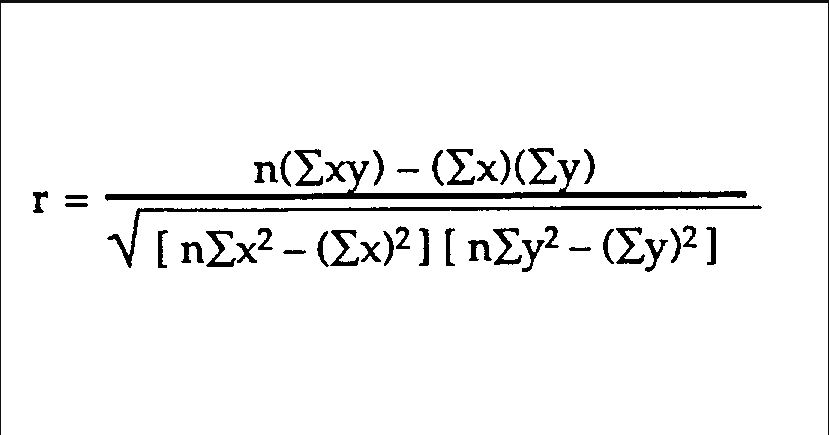 n(∑xy) – (∑x)(∑y)
r =
√ [ n∑x² – (∑x)² ] [ n∑y² – (∑y)² ]